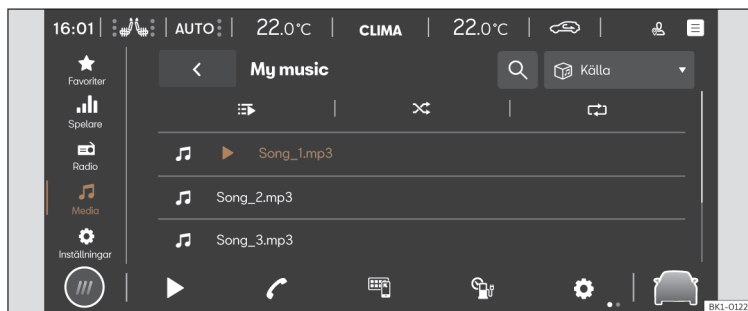 16:01 AUTO 22.0°C CLIMA 22.0°C
Favoriter
My music
Källa
Spelare
Radio
Song_1.mp3
Media
Song_2.mp3
Song_3.mp3
Inställningar
BK1-0122